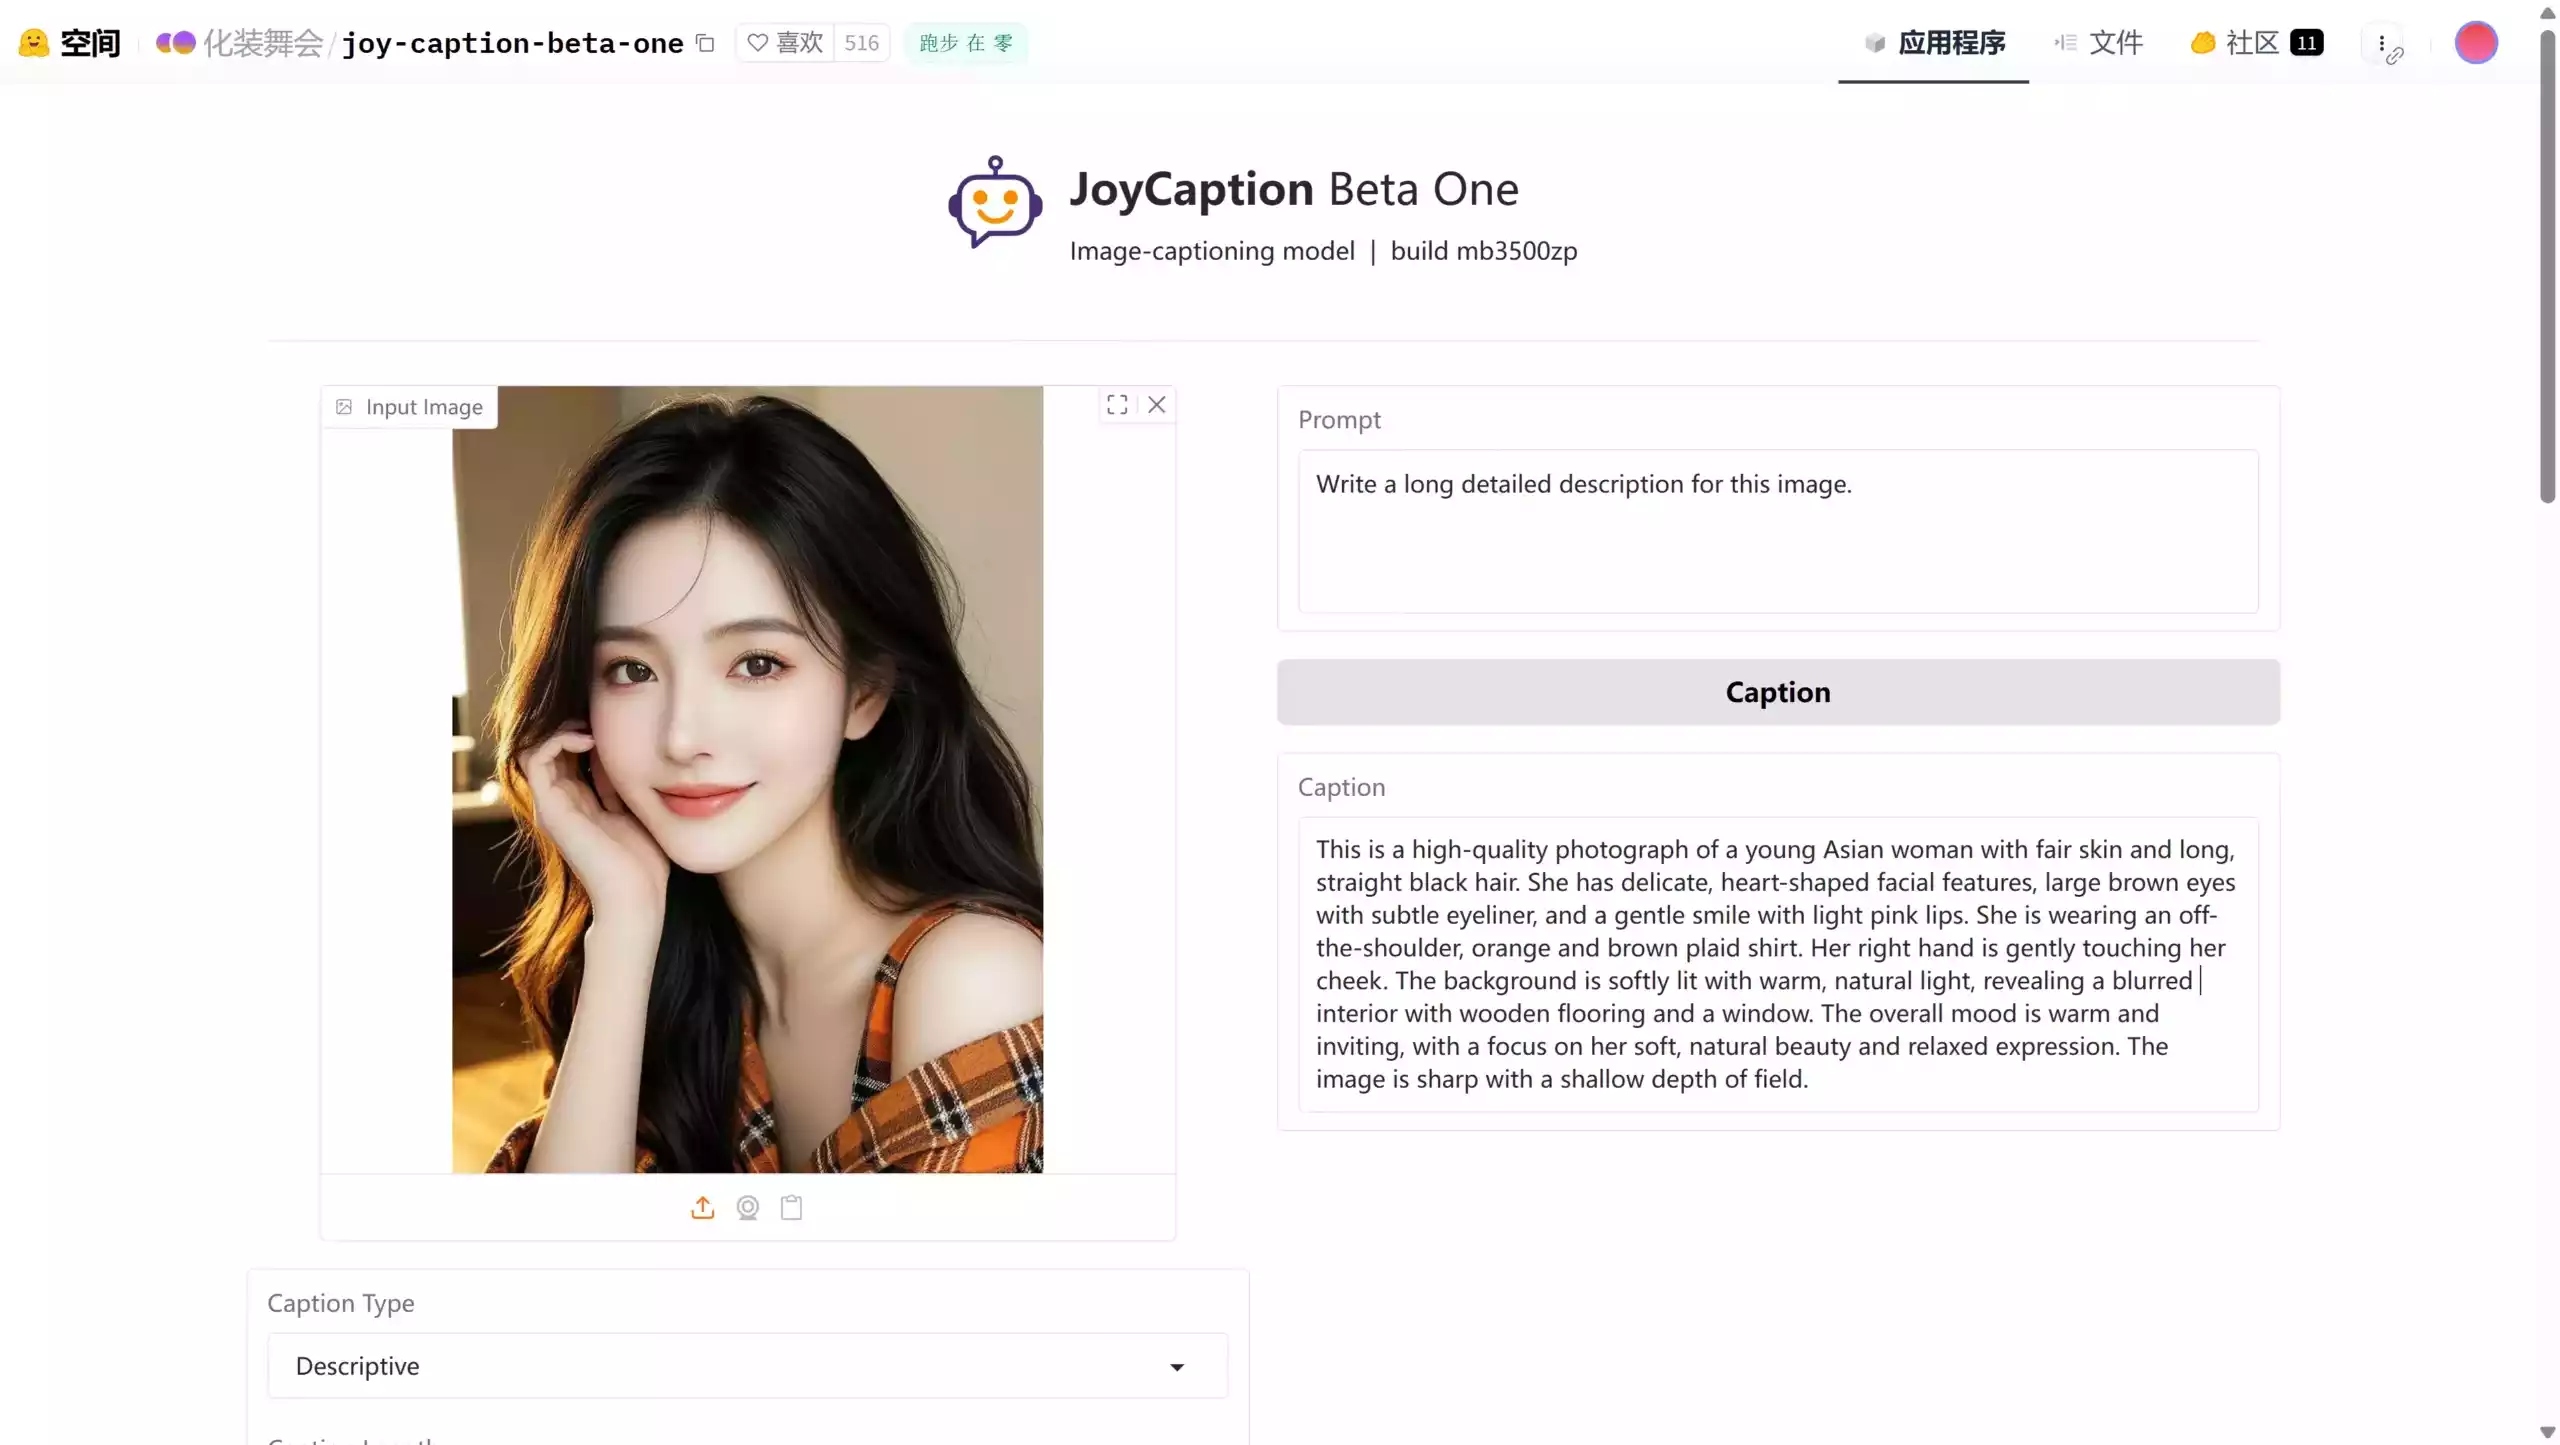 空间 化装舞会/joy-caption-beta-one 喜欢 516 跑步 在 零 应用程序 文件 社区 11
JoyCaption Beta One
Image-captioning model | build mb3500zp
Input Image
Prompt
Write a long detailed description for this image.
Caption
Caption
This is a high-quality photograph of a young Asian woman with fair skin and long,
straight black hair. She has delicate, heart-shaped facial features, large brown eyes
with subtle eyeliner, and a gentle smile with light pink lips. She is wearing an off-
the-shoulder, orange and brown plaid shirt. Her right hand is gently touching her
cheek. The background is softly lit with warm, natural light, revealing a blurred
interior with wooden flooring and a window. The overall mood is warm and
inviting, with a focus on her soft, natural beauty and relaxed expression. The
image is sharp with a shallow depth of field.
Caption Type
Descriptive